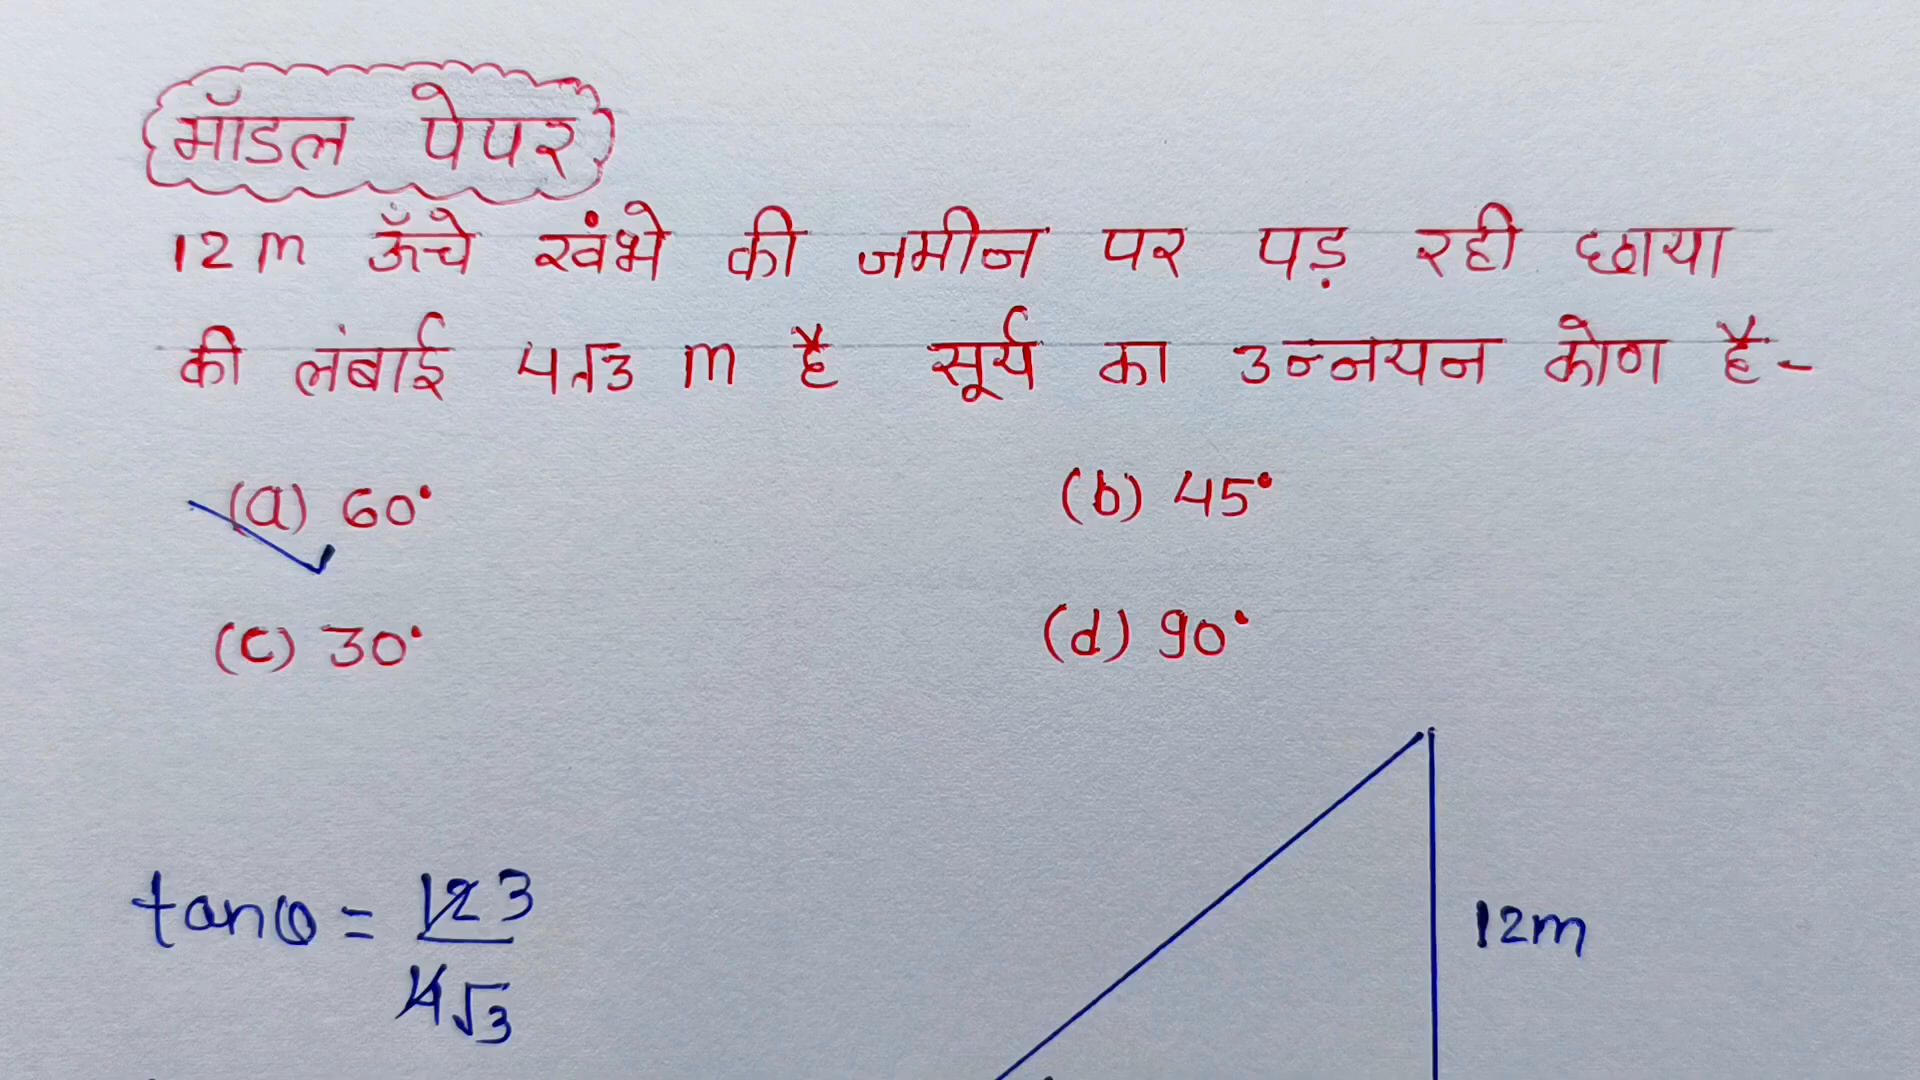 मॉडल पेपर
12m ऊँचे खंभे की जमीन पर पड़ रही छाया
की लंबाई 4√3 m है सूर्य का उन्नयन कोण है-
(a) 60° (b) 45°
(c) 30° (d) 90°
12m
tanθ = 12 3
4√3